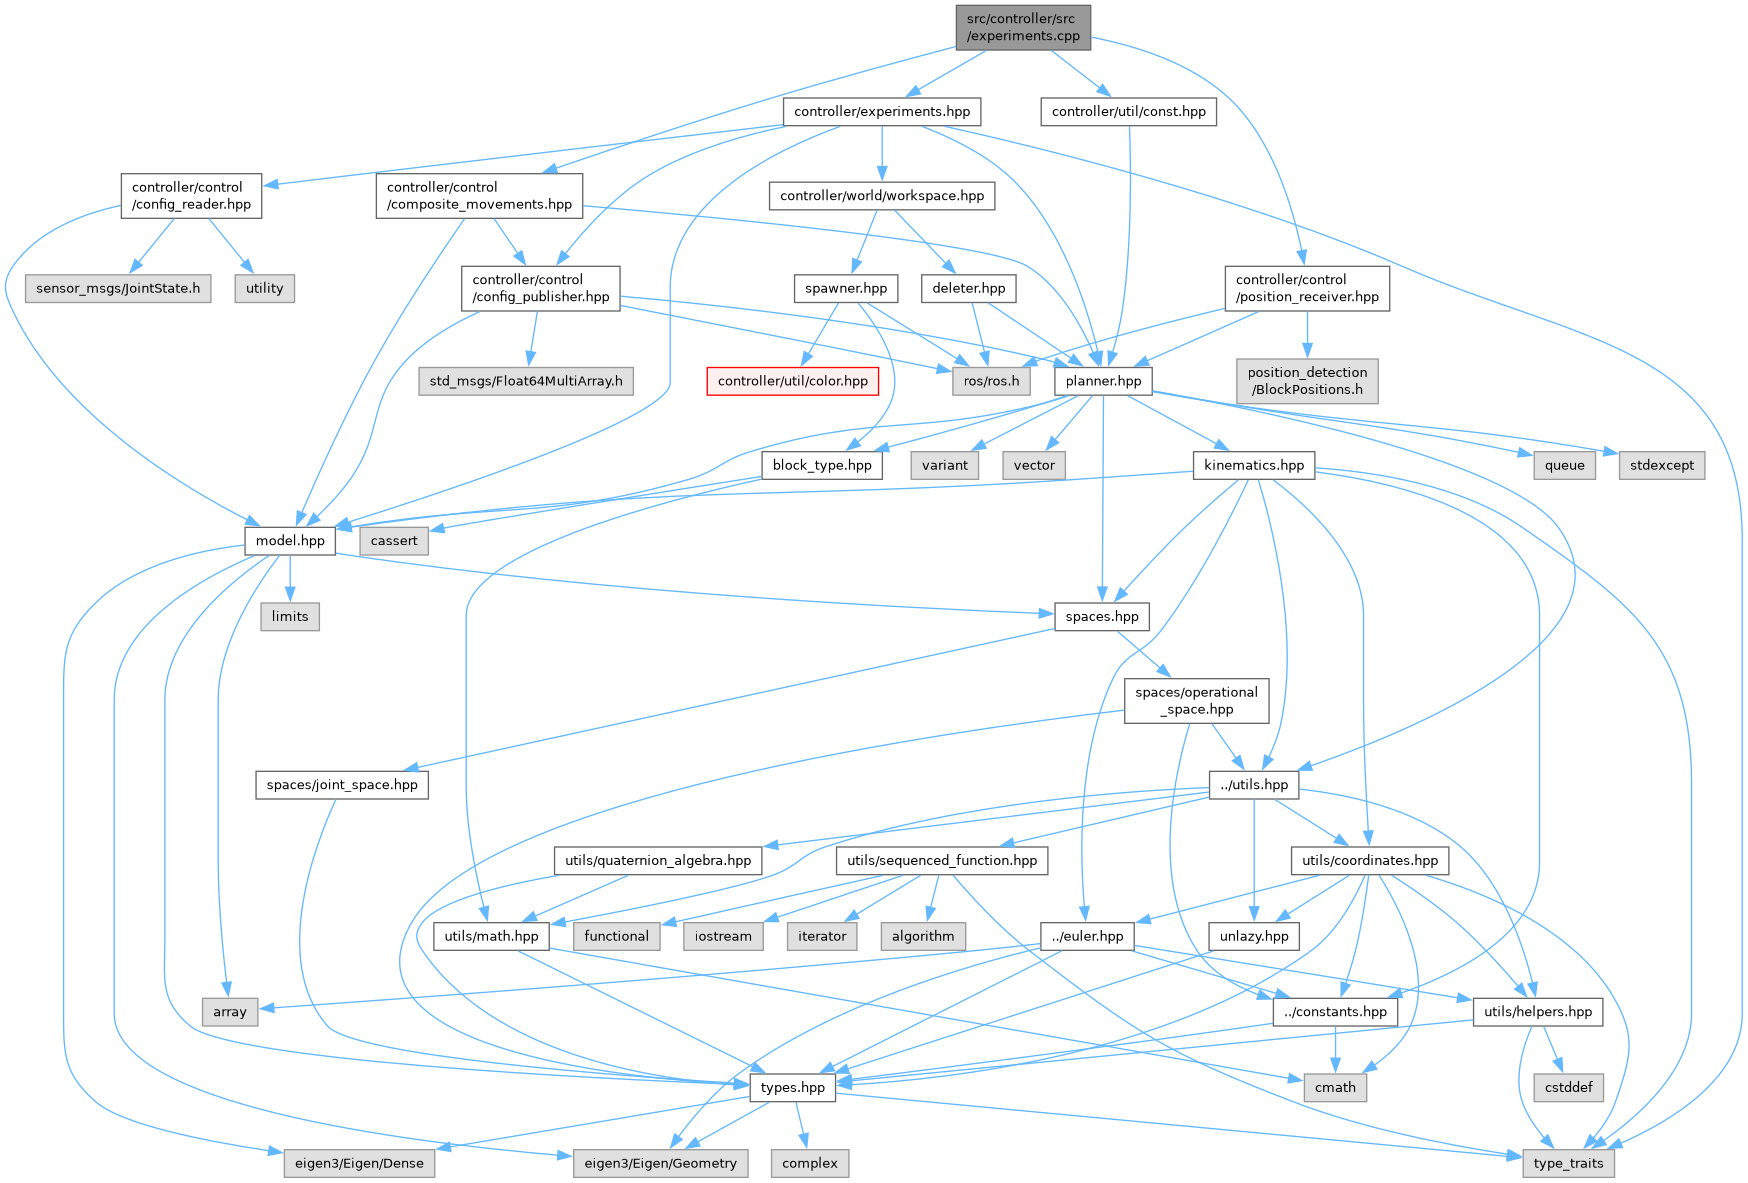 src/controller/src
/experiments.cpp
controller/experiments.hpp
controller/util/const.hpp
controller/control
/config_reader.hpp
controller/control
/composite_movements.hpp
controller/world/workspace.hpp
sensor_msgs/JointState.h
utility
controller/control
/config_publisher.hpp
spawner.hpp
deleter.hpp
controller/control
/position_receiver.hpp
std_msgs/Float64MultiArray.h
controller/util/color.hpp
ros/ros.h
planner.hpp
position_detection
/BlockPositions.h
block_type.hpp
variant
vector
kinematics.hpp
queue
stdexcept
model.hpp
cassert
limits
spaces.hpp
spaces/operational
_space.hpp
spaces/joint_space.hpp
../utils.hpp
utils/quaternion_algebra.hpp
utils/sequenced_function.hpp
utils/coordinates.hpp
utils/math.hpp
functional
iostream
iterator
algorithm
../euler.hpp
unlazy.hpp
array
../constants.hpp
utils/helpers.hpp
types.hpp
cmath
cstddef
eigen3/Eigen/Dense
eigen3/Eigen/Geometry
complex
type_traits